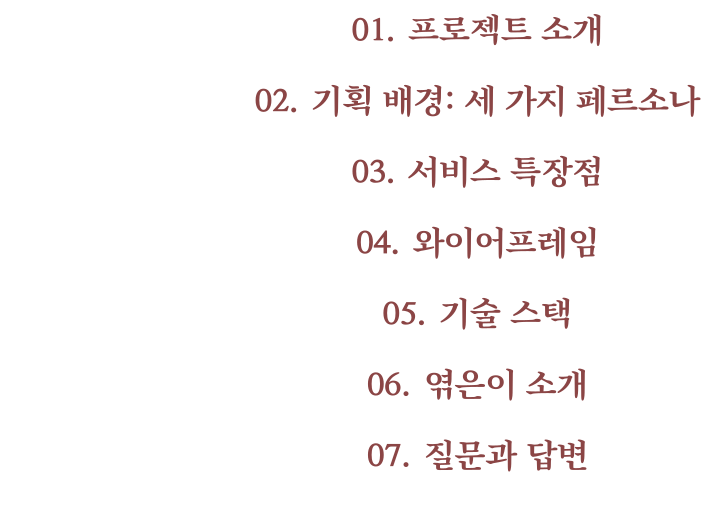 01. 프로젝트 소개
02. 기획 배경: 세 가지 페르소나
03. 서비스 특장점
04. 와이어프레임
05. 기술 스택
06. 엮은이 소개
07. 질문과 답변